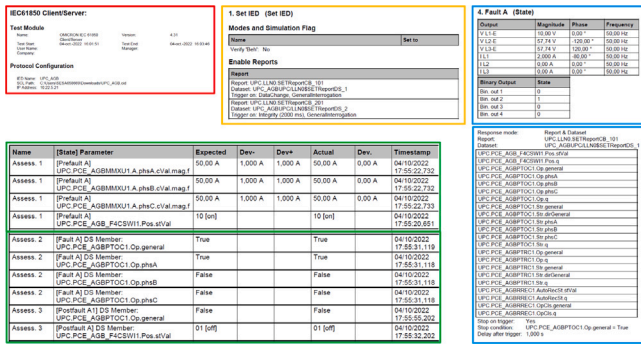 IEC61850 Client/Server:
Test Module
Name: OMICRON IEC 61850 Client/Server
Version: 4.31
Test Start:
Test End:
User Name:
Manager:
Company:
Protocol Configuration
IED Name: UPC_AGB
IP Address: 10.22.5.21
1. Set IED (Set IED)
Modes and Simulation Flag
Name Set to
Verify 'Beh': No
Enable Reports
Report
Report: UPC.LLN0.SETReportCB_101
Dataset: UPC_AGBUPC/LLN0$SETReportDS_1
Trigger on: DataChange, GeneralInterrogation
Report: UPC.LLN0.SETReportCB_201
Dataset: UPC_AGBUPC/LLN0$SETReportDS_2
Trigger on: Integrity (2000 ms), GeneralInterrogation
4. Fault A (State)
Output Magnitude Phase Frequency
V L1-E 10,00 V 0,00 ° 50,00 Hz
V L2-E 57,74 V -120,00 ° 50,00 Hz
V L3-E 57,74 V 120,00 ° 50,00 Hz
I L1 2,000 A -80,00 ° 50,00 Hz
I L2 0,00 A 0,00 ° 50,00 Hz
I L3 0,00 A 0,00 ° 50,00 Hz
Binary Output State
Bin. out 1 0
Bin. out 2 1
Bin. out 3 0
Bin. out 4 0
Name [State] Parameter Expected Dev- Dev+ Actual Dev. Timestamp
Assess. 1 [Prefault A] 50,00 A 1,000 A 1,000 A 50,00 A 0,00 A 04/10/2022
UPC.PCE_AGBMMXU1.A.phsA.cVal.mag.f 17:55:22,732
Assess. 1 [Prefault A] 50,00 A 1,000 A 1,000 A 50,00 A 0,00 A 04/10/2022
UPC.PCE_AGBMMXU1.A.phsB.cVal.mag.f 17:55:22,732
Assess. 1 [Prefault A] 50,00 A 1,000 A 1,000 A 50,00 A 0,00 A 04/10/2022
UPC.PCE_AGBMMXU1.A.phsC.cVal.mag.f 17:55:22,733
Assess. 1 [Prefault A] 10 [on] 10 [on] 04/10/2022
UPC.PCE_AGB_F4CSWI1.Pos.stVal 17:55:20,651
Assess. 2 [Fault A] DS Member: True True 04/10/2022
UPC.PCE_AGBPTOC1.Op.general 17:55:31,119
Assess. 2 [Fault A] DS Member: True True 04/10/2022
UPC.PCE_AGBPTOC1.Op.phsA 17:55:31,118
Assess. 2 [Fault A] DS Member: False False 04/10/2022
UPC.PCE_AGBPTOC1.Op.phsB 17:55:31,118
Assess. 2 [Fault A] DS Member: False False 04/10/2022
UPC.PCE_AGBPTOC1.Op.phsC 17:55:31,118
Assess. 3 [Postfault A1] DS Member: False False 04/10/2022
UPC.PCE_AGBPTOC1.Op.general 17:55:55,202
Assess. 3 [Postfault A] DS Member: 01 [off] 01 [off] 04/10/2022
UPC.PCE_AGB_F4CSWI1.Pos.stVal 17:55:32,202
Response mode: Report & Dataset
Report: UPC.LLN0.SETReportCB_101
Dataset: UPC_AGBUPC/LLN0$SETReportDS_1
UPC.PCE_AGB_F4CSWI1.Pos.stVal
UPC.PCE_AGB_F4CSWI1.Pos.q
UPC.PCE_AGBPTOC1.Op.general
UPC.PCE_AGBPTOC1.Op.phsA
UPC.PCE_AGBPTOC1.Op.phsB
UPC.PCE_AGBPTOC1.Op.phsC
UPC.PCE_AGBPTOC1.Op.q
UPC.PCE_AGBPTOC1.Str.general
UPC.PCE_AGBPTOC1.Str.dirGeneral
UPC.PCE_AGBPTOC1.Str.phsA
UPC.PCE_AGBPTOC1.Str.phsB
UPC.PCE_AGBPTOC1.Str.phsC
UPC.PCE_AGBPTOC1.Str.q
UPC.PCE_AGBPTOC1.Op.general
UPC.PCE_AGBPTOC1.Op.q
UPC.PCE_AGBPTOC1.Str.general
UPC.PCE_AGBPTOC1.Str.dirGeneral
UPC.PCE_AGBPTOC1.Str.q
UPC.PCE_AGBRREC1.AutoRecSt.stVal
UPC.PCE_AGBRREC1.AutoRecSt.q
UPC.PCE_AGBRREC1.OpCls.general
UPC.PCE_AGBRREC1.OpCls.q
Stop on trigger: Yes
Stop condition: UPC.PCE_AGBPTOC1.Op.general = True
Delay after trigger: 1,000 s